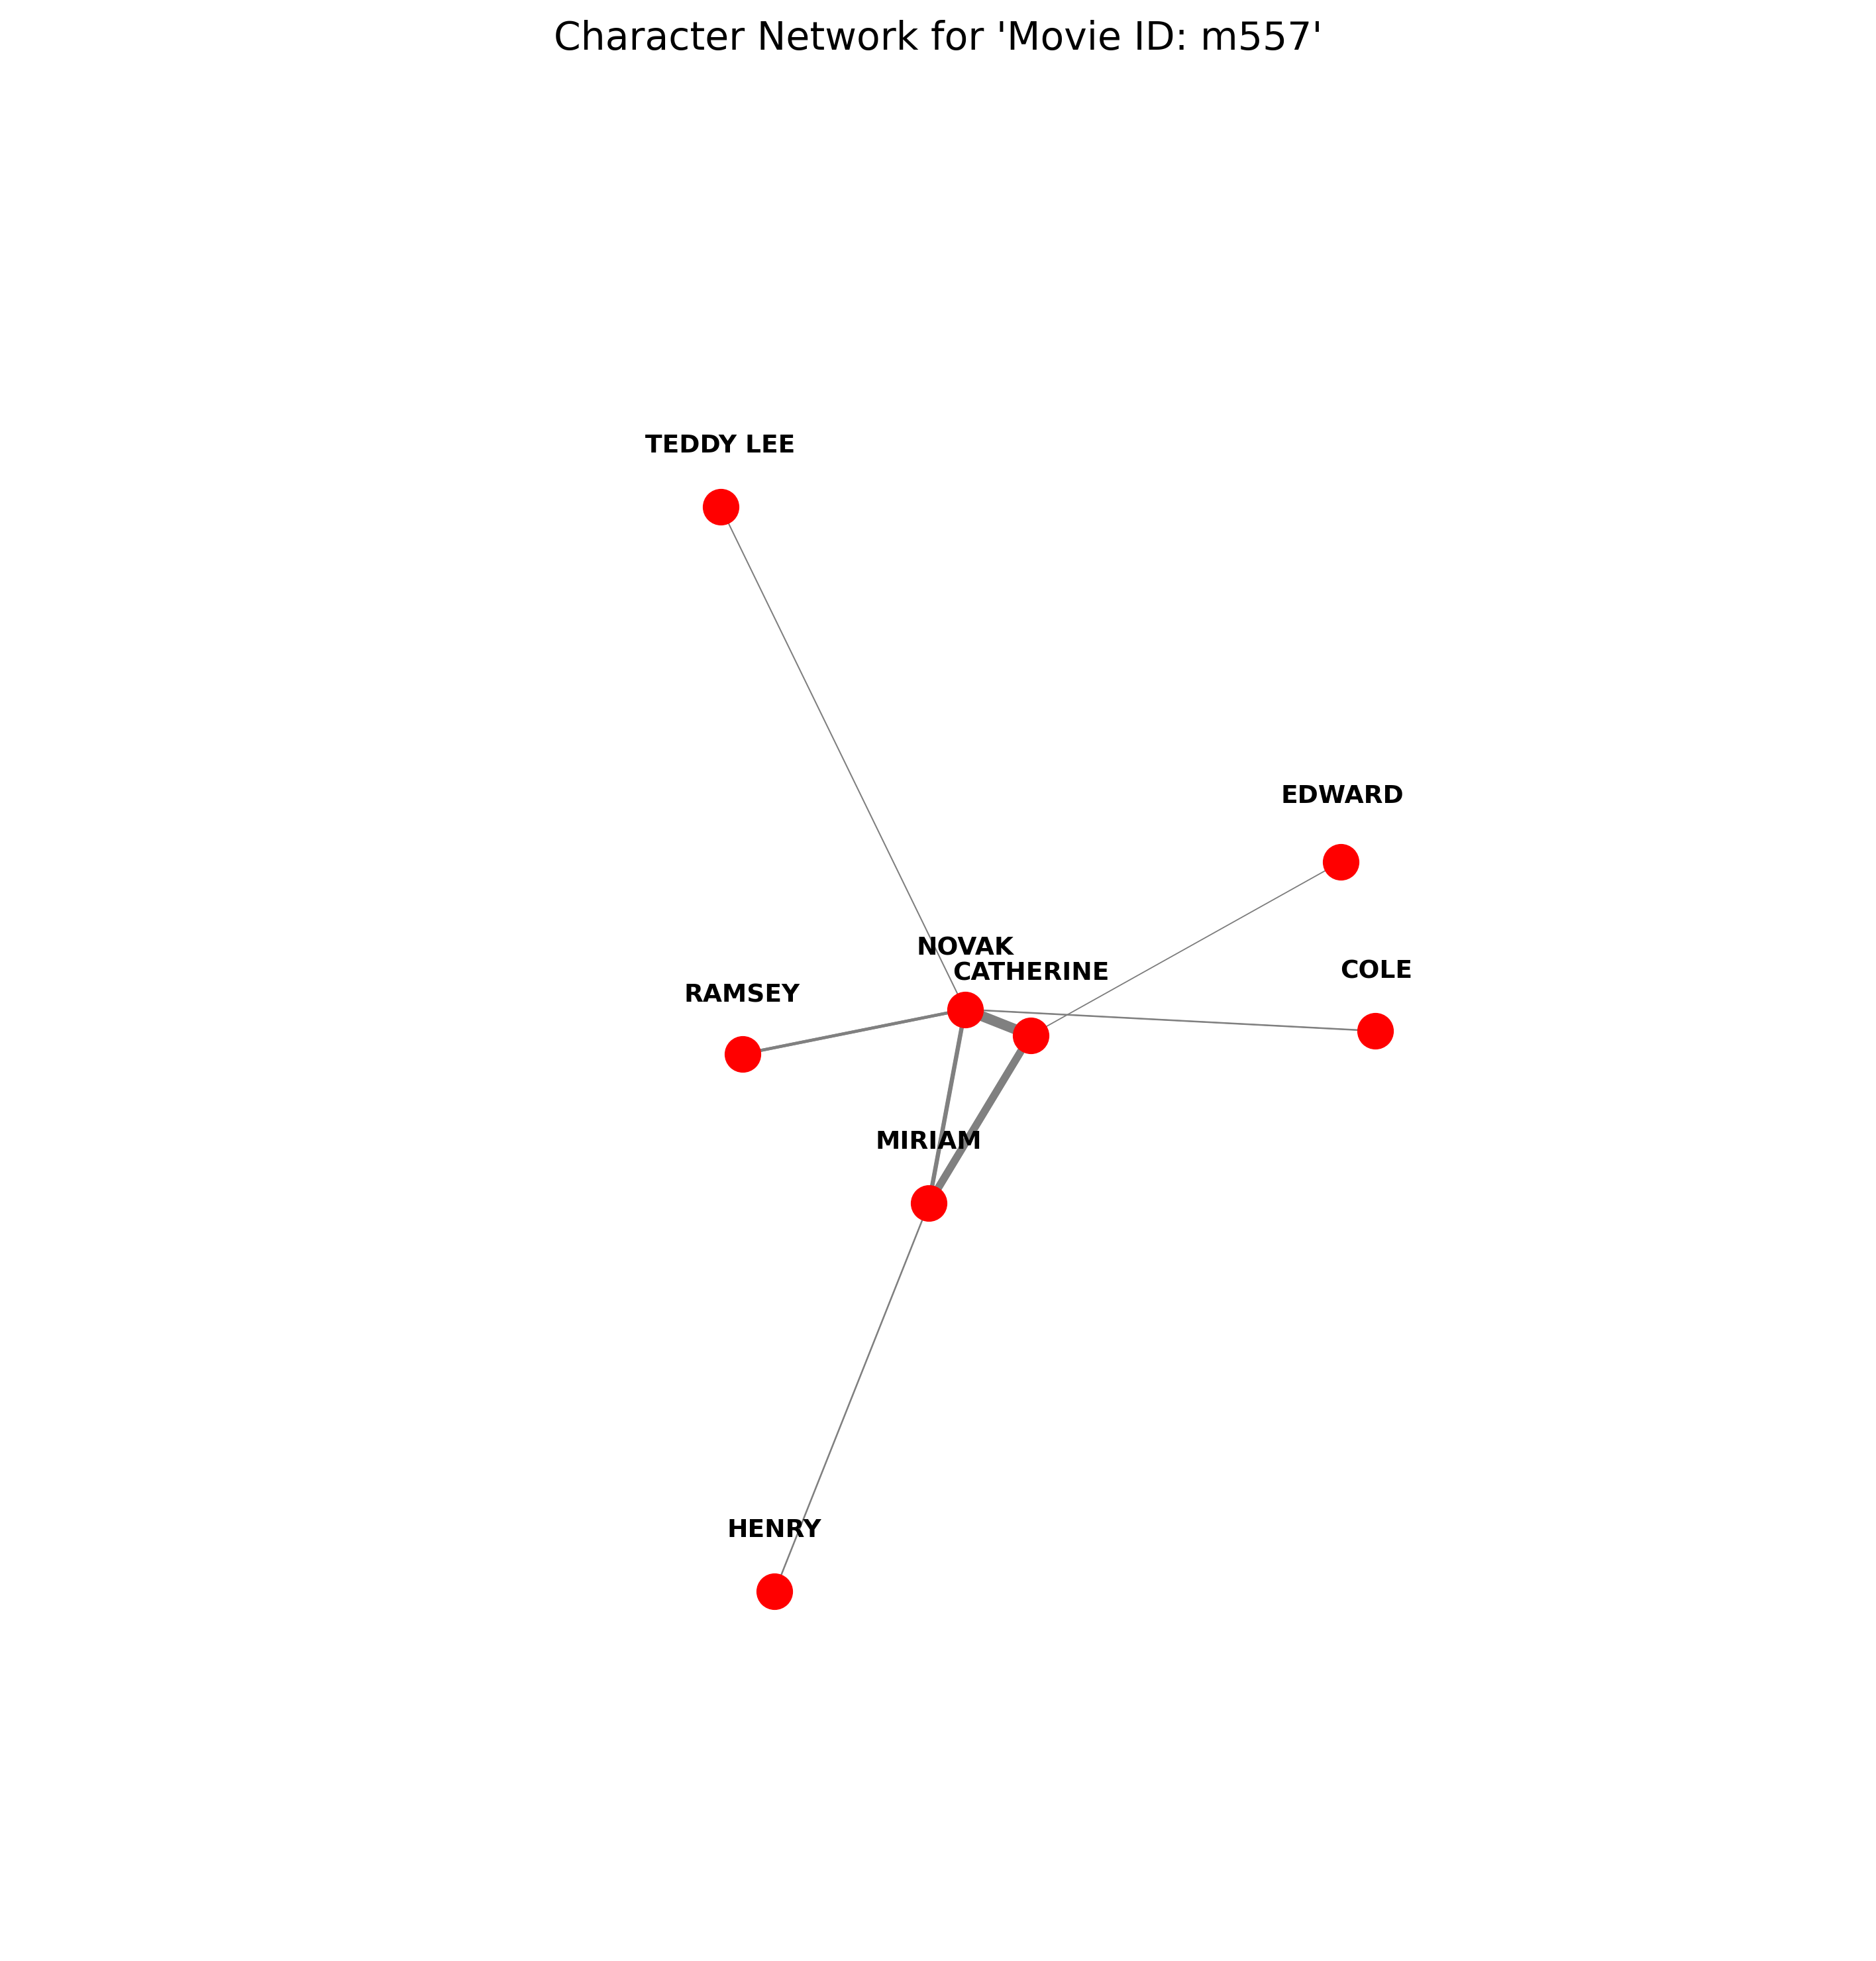 Character Network for 'Movie ID: m557'
TEDDY LEE
EDWARD
NOVAK
COLE
CATHERINE
RAMSEY
MIRIAM
HENRY